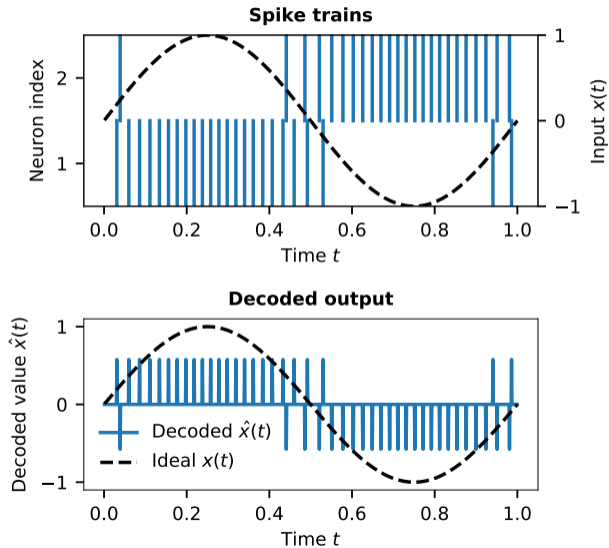 Spike trains
Neuron index
2
1
1
0
−1
Input x(t)
0.0 0.2 0.4 0.6 0.8 1.0
Time t
Decoded output
Decoded value x̂(t)
1
0
−1
Decoded x̂(t)
Ideal x(t)
0.0 0.2 0.4 0.6 0.8 1.0
Time t